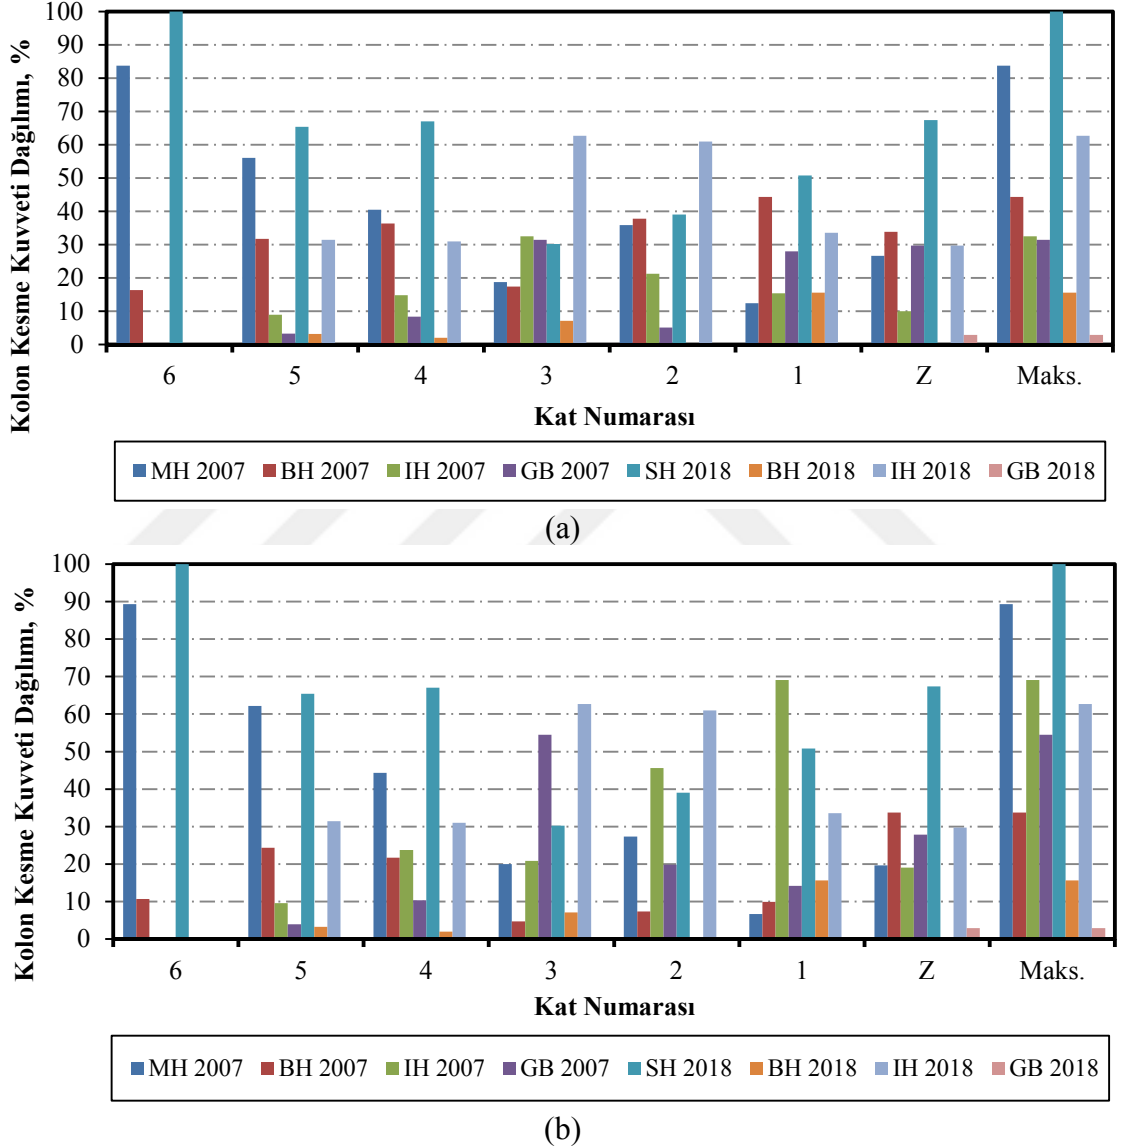 Kolon Kesme Kuvveti Dağılımı, %
100
90
80
70
60
50
40
30
20
10
0
6 5 4 3 2 1 Z Maks.
Kat Numarası
MH 2007 BH 2007 IH 2007 GB 2007 SH 2018 BH 2018 IH 2018 GB 2018
(a)
Kolon Kesme Kuvveti Dağılımı, %
100
90
80
70
60
50
40
30
20
10
0
6 5 4 3 2 1 Z Maks.
Kat Numarası
MH 2007 BH 2007 IH 2007 GB 2007 SH 2018 BH 2018 IH 2018 GB 2018
(b)